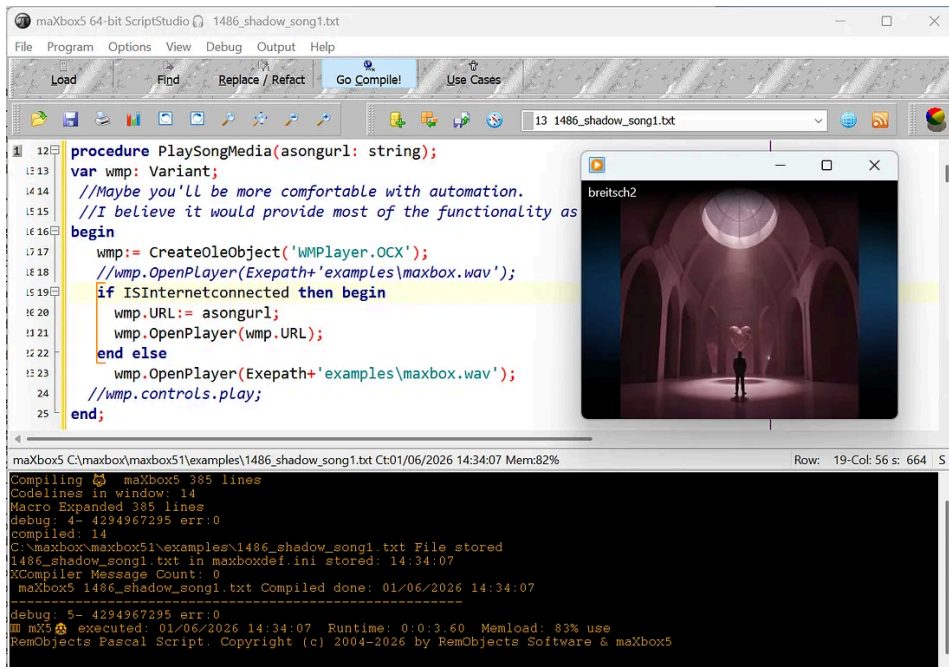 maXbox5 64-bit ScriptStudio 🎧 1486_shadow_song1.txt
File Program Options View Debug Output Help
Load Find Replace / Refact Go Compile! Use Cases
13 1486_shadow_song1.txt
12 procedure PlaySongMedia(asongurl: string);
13 var wmp: Variant;
14 //Maybe you'll be more comfortable with automation.
15 //I believe it would provide most of the functionality as
16 begin
17 wmp:= CreateOleObject('WMPlayer.OCX');
18 //wmp.OpenPlayer(Exepath+'examples\maxbox.wav');
19 if ISInternetconnected then begin
20 wmp.URL:= asongurl;
21 wmp.OpenPlayer(wmp.URL);
22 end else
23 wmp.OpenPlayer(Exepath+'examples\maxbox.wav');
24 //wmp.controls.play;
25 end;
breitsch2
maXbox5 C:\maxbox\maxbox51\examples\1486_shadow_song1.txt Ct:01/06/2026 14:34:07 Mem:82% Row: 19-Col: 56 s: 664 S
Compiling 🐱 maXbox5 385 lines
Codelines in window: 14
Macro Expanded 385 lines
debug: 4- 4294967295 err:0
compiled: 14
C:\maxbox\maxbox51\examples\1486_shadow_song1.txt File stored
1486_shadow_song1.txt in maxboxdef.ini stored: 14:34:07
XCompiler Message Count: 0
maXbox5 1486_shadow_song1.txt Compiled done: 01/06/2026 14:34:07
-----------------------------------------------------------
debug: 5- 4294967295 err:0
mX5🐞 executed: 01/06/2026 14:34:07 Runtime: 0:0:3.60 Memload: 83% use
RemObjects Pascal Script. Copyright (c) 2004-2026 by RemObjects Software & maXbox5